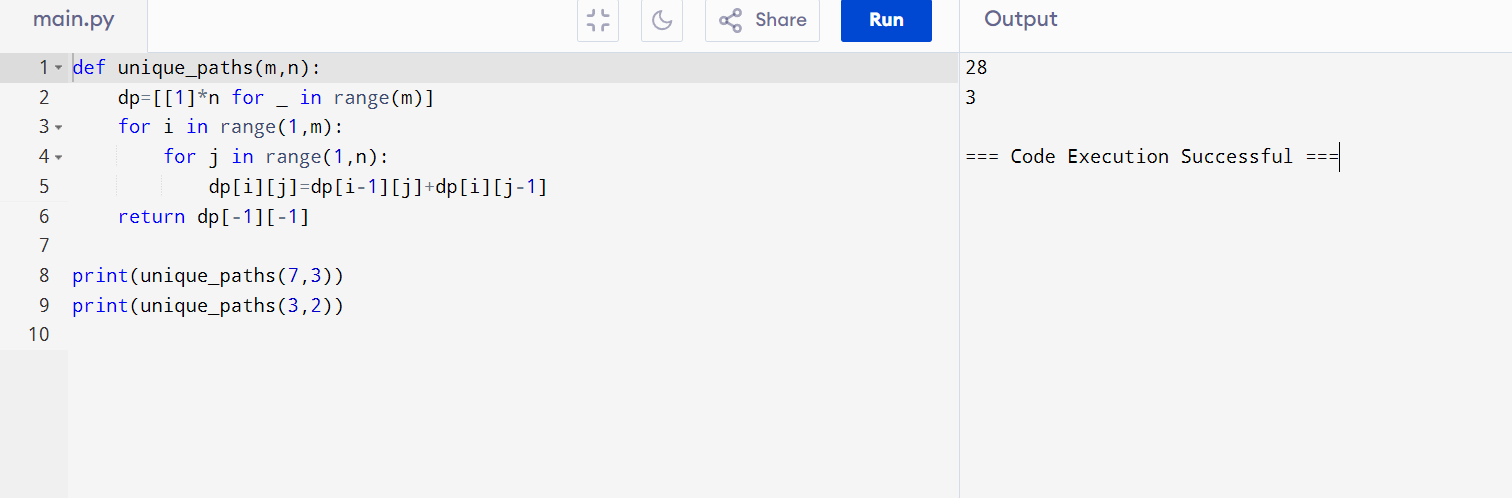 main.py
Share
Run
Output
1 def unique_paths(m,n):
2     dp=[[1]*n for _ in range(m)]
3     for i in range(1,m):
4         for j in range(1,n):
5             dp[i][j]=dp[i-1][j]+dp[i][j-1]
6     return dp[-1][-1]
7
8 print(unique_paths(7,3))
9 print(unique_paths(3,2))
10
28
3
=== Code Execution Successful ===